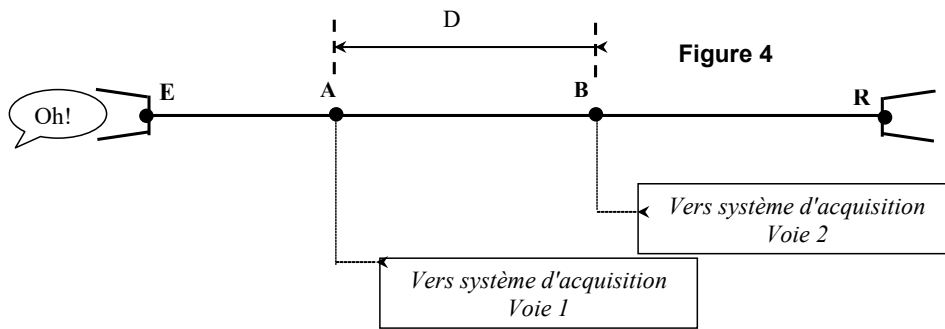 D
Figure 4
E
A
B
R
Oh!
Vers système d'acquisition
Voie 2
Vers système d'acquisition
Voie 1